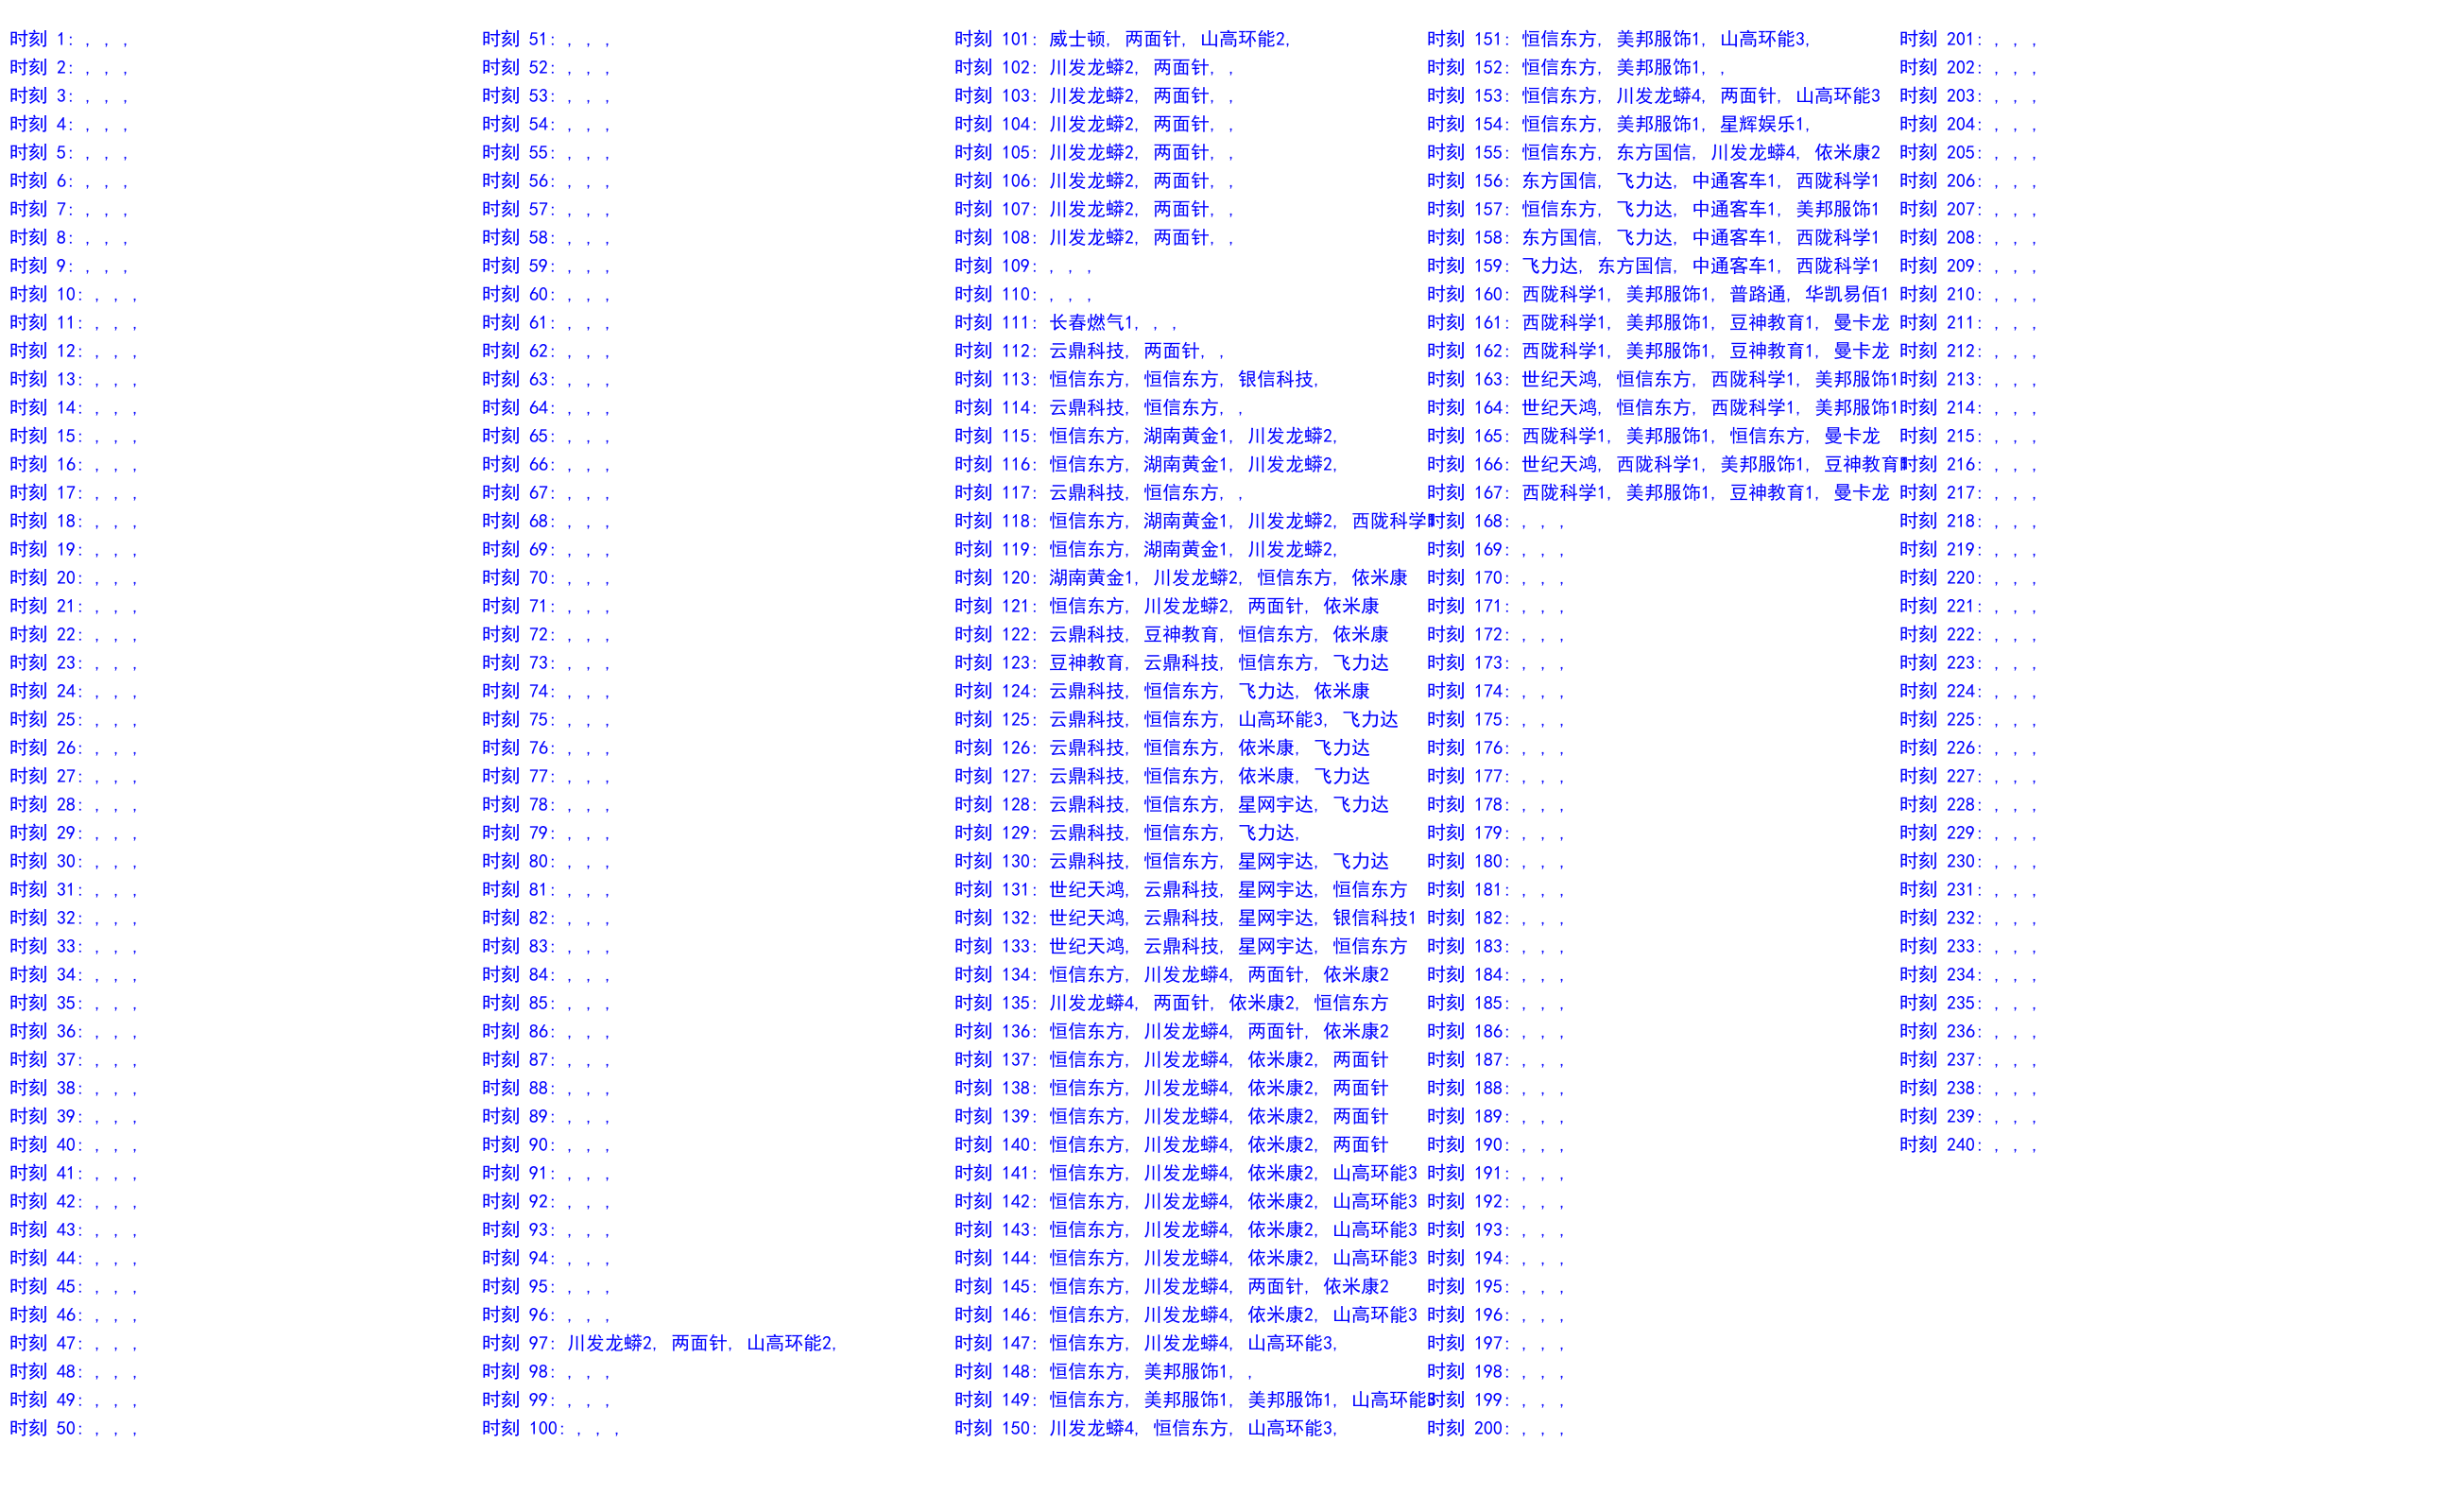 时刻 1: , , ,
时刻 2: , , ,
时刻 3: , , ,
时刻 4: , , ,
时刻 5: , , ,
时刻 6: , , ,
时刻 7: , , ,
时刻 8: , , ,
时刻 9: , , ,
时刻 10: , , ,
时刻 11: , , ,
时刻 12: , , ,
时刻 13: , , ,
时刻 14: , , ,
时刻 15: , , ,
时刻 16: , , ,
时刻 17: , , ,
时刻 18: , , ,
时刻 19: , , ,
时刻 20: , , ,
时刻 21: , , ,
时刻 22: , , ,
时刻 23: , , ,
时刻 24: , , ,
时刻 25: , , ,
时刻 26: , , ,
时刻 27: , , ,
时刻 28: , , ,
时刻 29: , , ,
时刻 30: , , ,
时刻 31: , , ,
时刻 32: , , ,
时刻 33: , , ,
时刻 34: , , ,
时刻 35: , , ,
时刻 36: , , ,
时刻 37: , , ,
时刻 38: , , ,
时刻 39: , , ,
时刻 40: , , ,
时刻 41: , , ,
时刻 42: , , ,
时刻 43: , , ,
时刻 44: , , ,
时刻 45: , , ,
时刻 46: , , ,
时刻 47: , , ,
时刻 48: , , ,
时刻 49: , , ,
时刻 50: , , ,
时刻 51: , , ,
时刻 52: , , ,
时刻 53: , , ,
时刻 54: , , ,
时刻 55: , , ,
时刻 56: , , ,
时刻 57: , , ,
时刻 58: , , ,
时刻 59: , , ,
时刻 60: , , ,
时刻 61: , , ,
时刻 62: , , ,
时刻 63: , , ,
时刻 64: , , ,
时刻 65: , , ,
时刻 66: , , ,
时刻 67: , , ,
时刻 68: , , ,
时刻 69: , , ,
时刻 70: , , ,
时刻 71: , , ,
时刻 72: , , ,
时刻 73: , , ,
时刻 74: , , ,
时刻 75: , , ,
时刻 76: , , ,
时刻 77: , , ,
时刻 78: , , ,
时刻 79: , , ,
时刻 80: , , ,
时刻 81: , , ,
时刻 82: , , ,
时刻 83: , , ,
时刻 84: , , ,
时刻 85: , , ,
时刻 86: , , ,
时刻 87: , , ,
时刻 88: , , ,
时刻 89: , , ,
时刻 90: , , ,
时刻 91: , , ,
时刻 92: , , ,
时刻 93: , , ,
时刻 94: , , ,
时刻 95: , , ,
时刻 96: , , ,
时刻 97: 川发龙蟒2, 两面针, 山高环能2,
时刻 98: , , ,
时刻 99: , , ,
时刻 100: , , ,
时刻 101: 威士顿, 两面针, 山高环能2,
时刻 102: 川发龙蟒2, 两面针, ,
时刻 103: 川发龙蟒2, 两面针, ,
时刻 104: 川发龙蟒2, 两面针, ,
时刻 105: 川发龙蟒2, 两面针, ,
时刻 106: 川发龙蟒2, 两面针, ,
时刻 107: 川发龙蟒2, 两面针, ,
时刻 108: 川发龙蟒2, 两面针, ,
时刻 109: , , ,
时刻 110: , , ,
时刻 111: 长春燃气1, , ,
时刻 112: 云鼎科技, 两面针, ,
时刻 113: 恒信东方, 恒信东方, 银信科技,
时刻 114: 云鼎科技, 恒信东方, ,
时刻 115: 恒信东方, 湖南黄金1, 川发龙蟒2,
时刻 116: 恒信东方, 湖南黄金1, 川发龙蟒2,
时刻 117: 云鼎科技, 恒信东方, ,
时刻 118: 恒信东方, 湖南黄金1, 川发龙蟒2, 西陇科学
时刻 119: 恒信东方, 湖南黄金1, 川发龙蟒2,
时刻 120: 湖南黄金1, 川发龙蟒2, 恒信东方, 依米康
时刻 121: 恒信东方, 川发龙蟒2, 两面针, 依米康
时刻 122: 云鼎科技, 豆神教育, 恒信东方, 依米康
时刻 123: 豆神教育, 云鼎科技, 恒信东方, 飞力达
时刻 124: 云鼎科技, 恒信东方, 飞力达, 依米康
时刻 125: 云鼎科技, 恒信东方, 山高环能3, 飞力达
时刻 126: 云鼎科技, 恒信东方, 依米康, 飞力达
时刻 127: 云鼎科技, 恒信东方, 依米康, 飞力达
时刻 128: 云鼎科技, 恒信东方, 星网宇达, 飞力达
时刻 129: 云鼎科技, 恒信东方, 飞力达,
时刻 130: 云鼎科技, 恒信东方, 星网宇达, 飞力达
时刻 131: 世纪天鸿, 云鼎科技, 星网宇达, 恒信东方
时刻 132: 世纪天鸿, 云鼎科技, 星网宇达, 银信科技1
时刻 133: 世纪天鸿, 云鼎科技, 星网宇达, 恒信东方
时刻 134: 恒信东方, 川发龙蟒4, 两面针, 依米康2
时刻 135: 川发龙蟒4, 两面针, 依米康2, 恒信东方
时刻 136: 恒信东方, 川发龙蟒4, 两面针, 依米康2
时刻 137: 恒信东方, 川发龙蟒4, 依米康2, 两面针
时刻 138: 恒信东方, 川发龙蟒4, 依米康2, 两面针
时刻 139: 恒信东方, 川发龙蟒4, 依米康2, 两面针
时刻 140: 恒信东方, 川发龙蟒4, 依米康2, 两面针
时刻 141: 恒信东方, 川发龙蟒4, 依米康2, 山高环能3
时刻 142: 恒信东方, 川发龙蟒4, 依米康2, 山高环能3
时刻 143: 恒信东方, 川发龙蟒4, 依米康2, 山高环能3
时刻 144: 恒信东方, 川发龙蟒4, 依米康2, 山高环能3
时刻 145: 恒信东方, 川发龙蟒4, 两面针, 依米康2
时刻 146: 恒信东方, 川发龙蟒4, 依米康2, 山高环能3
时刻 147: 恒信东方, 川发龙蟒4, 山高环能3,
时刻 148: 恒信东方, 美邦服饰1, ,
时刻 149: 恒信东方, 美邦服饰1, 美邦服饰1, 山高环能
时刻 150: 川发龙蟒4, 恒信东方, 山高环能3,
时刻 151: 恒信东方, 美邦服饰1, 山高环能3,
时刻 152: 恒信东方, 美邦服饰1, ,
时刻 153: 恒信东方, 川发龙蟒4, 两面针, 山高环能3
时刻 154: 恒信东方, 美邦服饰1, 星辉娱乐1,
时刻 155: 恒信东方, 东方国信, 川发龙蟒4, 依米康2
时刻 156: 东方国信, 飞力达, 中通客车1, 西陇科学1
时刻 157: 恒信东方, 飞力达, 中通客车1, 美邦服饰1
时刻 158: 东方国信, 飞力达, 中通客车1, 西陇科学1
时刻 159: 飞力达, 东方国信, 中通客车1, 西陇科学1
时刻 160: 西陇科学1, 美邦服饰1, 普路通, 华凯易佰1
时刻 161: 西陇科学1, 美邦服饰1, 豆神教育1, 曼卡龙
时刻 162: 西陇科学1, 美邦服饰1, 豆神教育1, 曼卡龙
时刻 163: 世纪天鸿, 恒信东方, 西陇科学1, 美邦服饰1
时刻 164: 世纪天鸿, 恒信东方, 西陇科学1, 美邦服饰1
时刻 165: 西陇科学1, 美邦服饰1, 恒信东方, 曼卡龙
时刻 166: 世纪天鸿, 西陇科学1, 美邦服饰1, 豆神教育
时刻 167: 西陇科学1, 美邦服饰1, 豆神教育1, 曼卡龙
时刻 168: , , ,
时刻 169: , , ,
时刻 170: , , ,
时刻 171: , , ,
时刻 172: , , ,
时刻 173: , , ,
时刻 174: , , ,
时刻 175: , , ,
时刻 176: , , ,
时刻 177: , , ,
时刻 178: , , ,
时刻 179: , , ,
时刻 180: , , ,
时刻 181: , , ,
时刻 182: , , ,
时刻 183: , , ,
时刻 184: , , ,
时刻 185: , , ,
时刻 186: , , ,
时刻 187: , , ,
时刻 188: , , ,
时刻 189: , , ,
时刻 190: , , ,
时刻 191: , , ,
时刻 192: , , ,
时刻 193: , , ,
时刻 194: , , ,
时刻 195: , , ,
时刻 196: , , ,
时刻 197: , , ,
时刻 198: , , ,
时刻 199: , , ,
时刻 200: , , ,
时刻 201: , , ,
时刻 202: , , ,
时刻 203: , , ,
时刻 204: , , ,
时刻 205: , , ,
时刻 206: , , ,
时刻 207: , , ,
时刻 208: , , ,
时刻 209: , , ,
时刻 210: , , ,
时刻 211: , , ,
时刻 212: , , ,
时刻 213: , , ,
时刻 214: , , ,
时刻 215: , , ,
时刻 216: , , ,
时刻 217: , , ,
时刻 218: , , ,
时刻 219: , , ,
时刻 220: , , ,
时刻 221: , , ,
时刻 222: , , ,
时刻 223: , , ,
时刻 224: , , ,
时刻 225: , , ,
时刻 226: , , ,
时刻 227: , , ,
时刻 228: , , ,
时刻 229: , , ,
时刻 230: , , ,
时刻 231: , , ,
时刻 232: , , ,
时刻 233: , , ,
时刻 234: , , ,
时刻 235: , , ,
时刻 236: , , ,
时刻 237: , , ,
时刻 238: , , ,
时刻 239: , , ,
时刻 240: , , ,